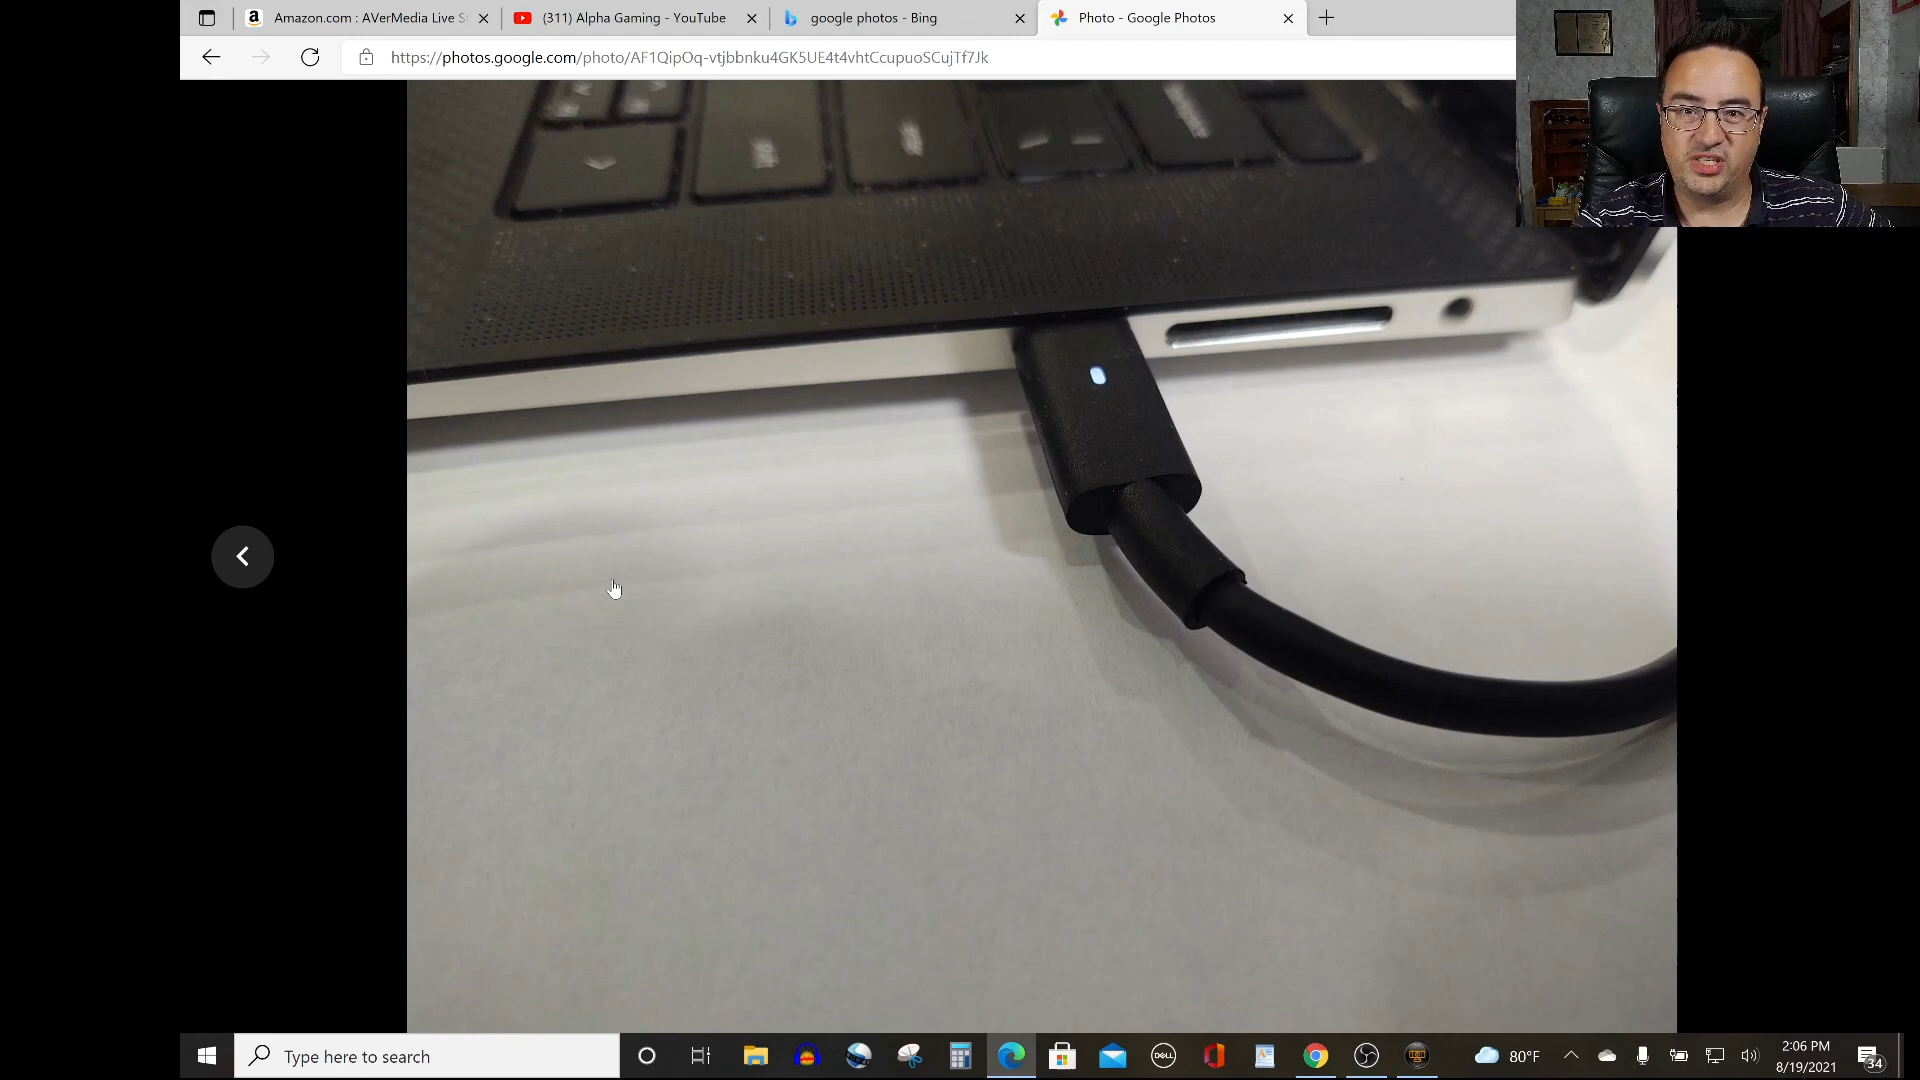 Amazon.com : AVerMedia Live S
(311) Alpha Gaming - YouTube
google photos - Bing
Photo - Google Photos
https://photos.google.com/photo/AF1QipOq-vtjbbnku4GK5UE4t4vhtCcupuoSCujTf7Jk
Type here to search
DELL
80°F
2:06 PM
8/19/2021
34